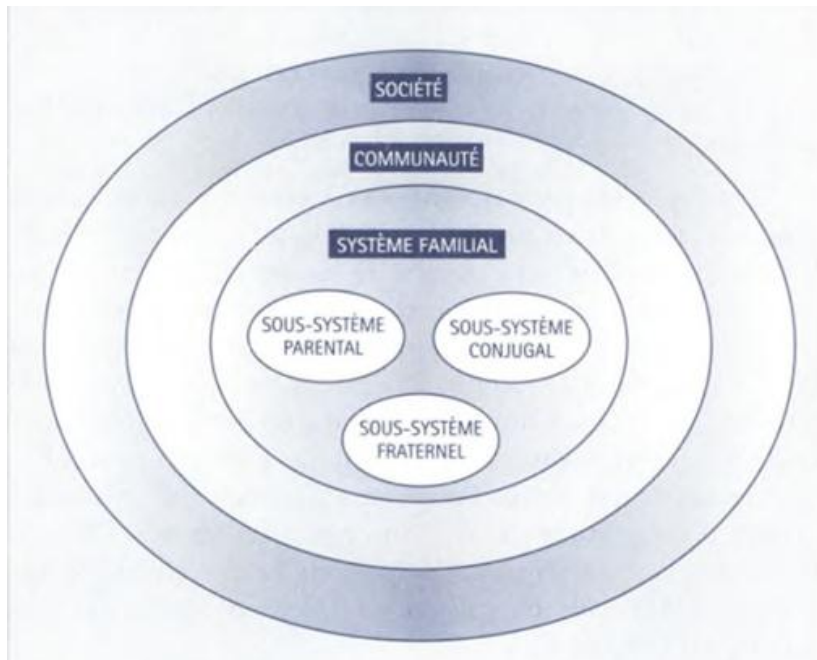 SOCIÉTÉ
COMMUNAUTÉ
SYSTÈME FAMILIAL
SOUS-SYSTÈME
PARENTAL
SOUS-SYSTÈME
CONJUGAL
SOUS-SYSTÈME
FRATERNEL